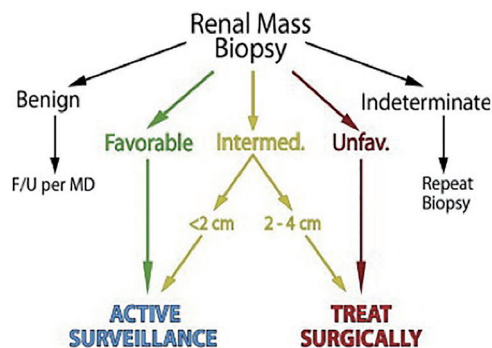 Renal Mass
Biopsy
Benign
Indeterminate
Favorable
Intermed.
Unfav.
F/U per MD
Repeat
Biopsy
<2 cm
2 - 4 cm
ACTIVE
SURVEILLANCE
TREAT
SURGICALLY